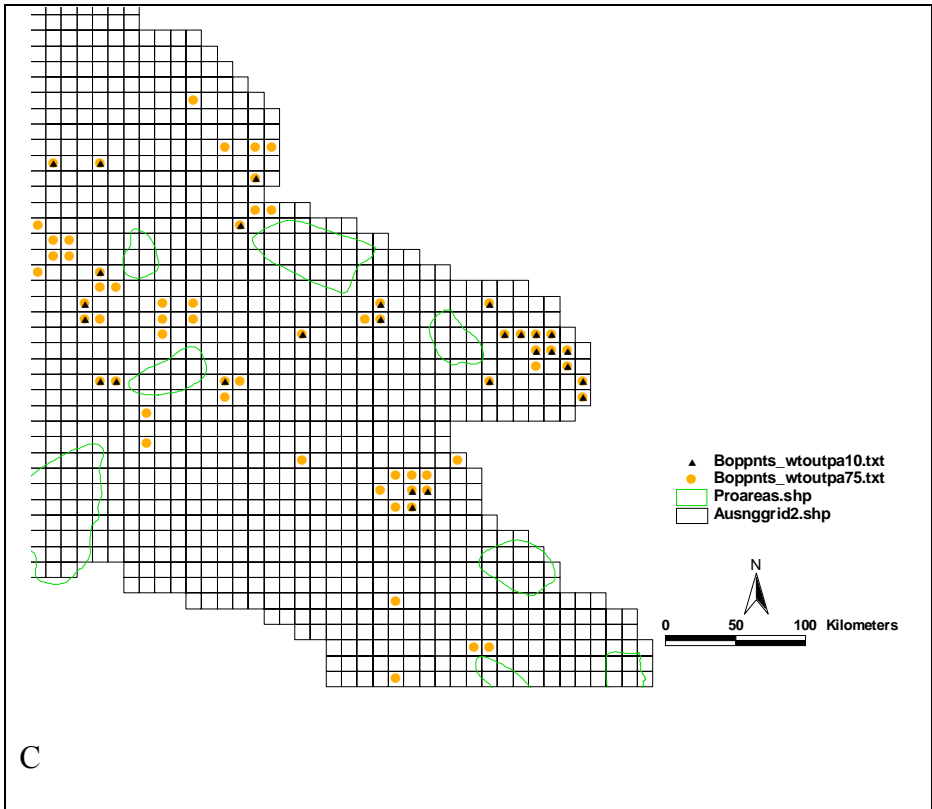 Boppnts_wtoutpa10.txt
Boppnts_wtoutpa75.txt
Proareas.shp
Ausnggrid2.shp
N
0 50 100 Kilometers
C